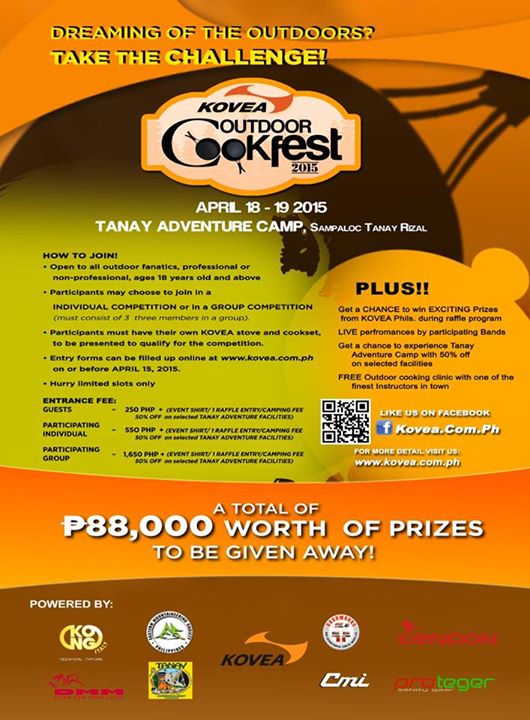 DREAMING OF THE OUTDOORS?
TAKE THE CHALLENGE!
KOVEA
OUTDOOR
Cookfest
2015
APRIL 18 - 19 2015
TANAY ADVENTURE CAMP, SAMPALOC TANAY RIZAL
HOW TO JOIN!
• Open to all outdoor fanatics, professional or
non-professional, ages 18 years old and above
• Participants may choose to join in a
INDIVIDUAL COMPETITION or in a GROUP COMPETITION
(must consist of 3 three members in a group).
• Participants must have their own KOVEA stove and cookset,
to be presented to qualify for the competition.
• Entry forms can be filled up online at www.kovea.com.ph
on or before APRIL 15, 2015.
• Hurry limited slots only
ENTRANCE FEE:
GUESTS – 250 PHP + (EVENT SHIRT/ 1 RAFFLE ENTRY/CAMPING FEE
50% OFF on selected TANAY ADVENTURE FACILITIES)
PARTICIPATING
INDIVIDUAL – 550 PHP + (EVENT SHIRT/ 1 RAFFLE ENTRY/CAMPING FEE
50% OFF on selected TANAY ADVENTURE FACILITIES)
PARTICIPATING
GROUP – 1,650 PHP + (EVENT SHIRT/ 1 RAFFLE ENTRY/CAMPING FEE
50% OFF on selected TANAY ADVENTURE FACILITIES)
PLUS!!
Get a CHANCE to win EXCITING Prizes
from KOVEA Phils. during raffle program
LIVE perfromances by participating Bands
Get a chance to experience Tanay
Adventure Camp with 50% off
on selected facilities
FREE Outdoor cooking clinic with one of the
finest Instructors in town
LIKE US ON FACEBOOK
f Kovea.Com.Ph
FOR MORE DETAIL VISIT US:
www.kovea.com.ph
A TOTAL OF
₱88,000 WORTH OF PRIZES
TO BE GIVEN AWAY!
POWERED BY:
KONG
ITALY
KOVEA
DMM
TANAY
Cmi
proteger
safety gear